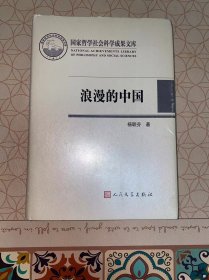 国家哲学社会科学成果文库
NATIONAL ACHIEVEMENTS LIBRARY
OF PHILOSOPHY AND SOCIAL SCIENCES
浪漫的中国
杨联芬 著
人民文学出版社